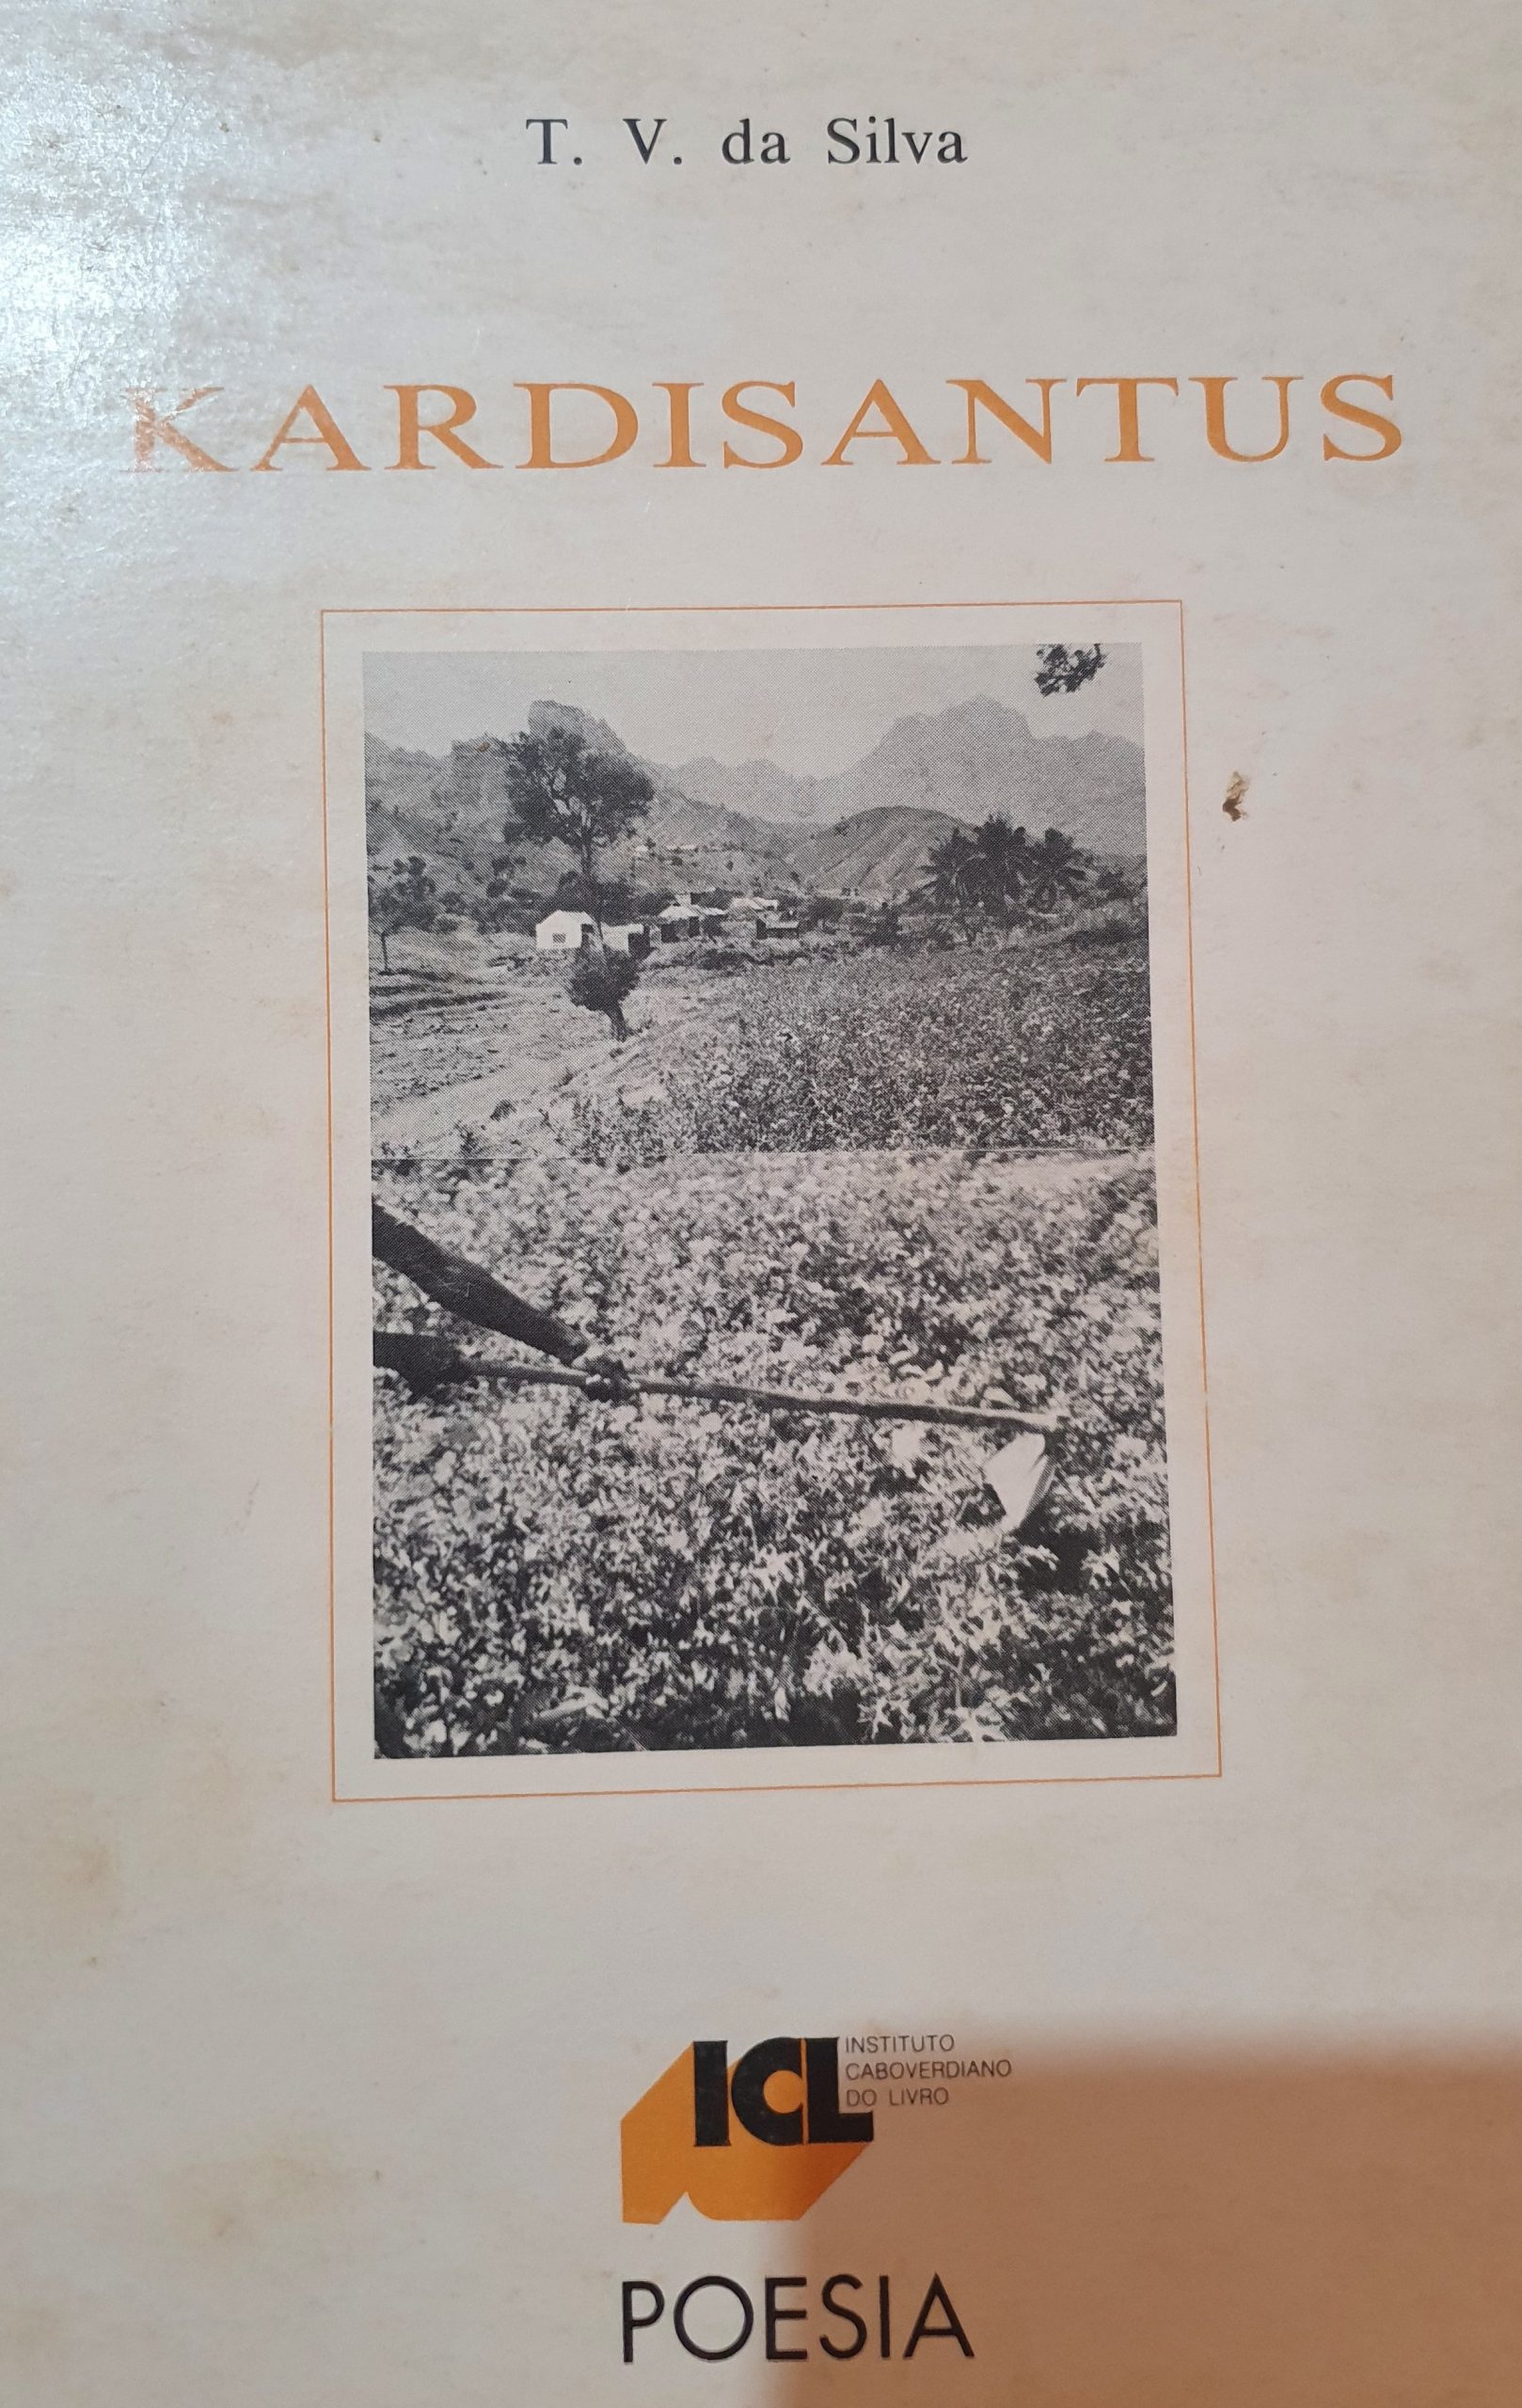 T. V. da Silva
KARDISANTUS
ICL
INSTITUTO
CABOVERDIANO
DO LIVRO
POESIA